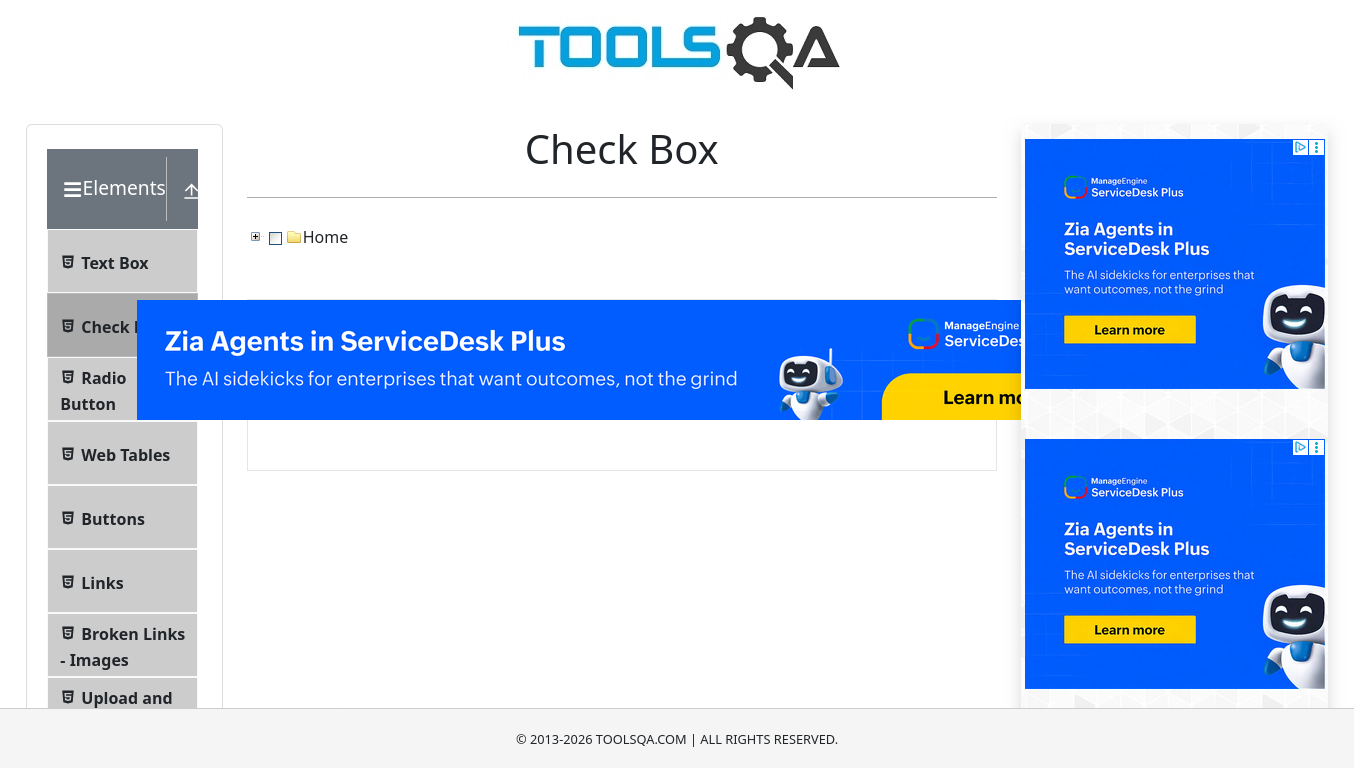 TOOLSQA
Elements
Text Box
Check
Radio
Button
Web Tables
Buttons
Links
Broken Links
- Images
Upload and
Check Box
Home
Zia Agents in ServiceDesk Plus
The AI sidekicks for enterprises that want outcomes, not the grind
ManageEngine
ServiceDes
Learn mo
ManageEngine
ServiceDesk Plus
Zia Agents in
ServiceDesk Plus
The AI sidekicks for enterprises that
want outcomes, not the grind
Learn more
ManageEngine
ServiceDesk Plus
Zia Agents in
ServiceDesk Plus
The AI sidekicks for enterprises that
want outcomes, not the grind
Learn more
© 2013-2026 TOOLSQA.COM | ALL RIGHTS RESERVED.